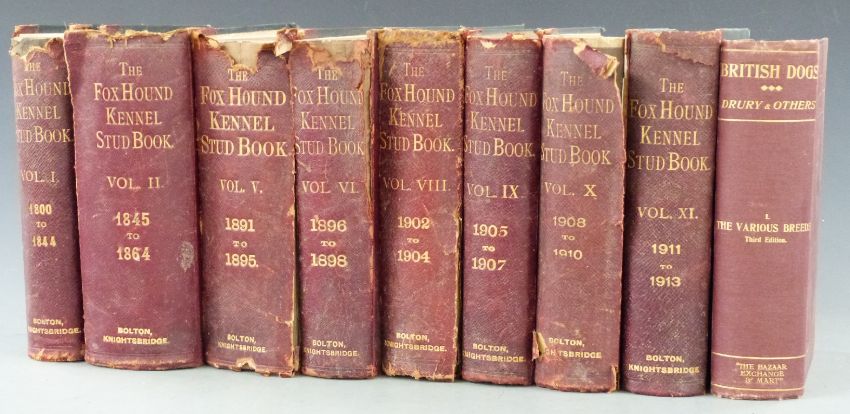 THE
FOX HOUND
KENNEL
STUD BOOK.
VOL. I.
1800
TO
1844
BOLTON,
KNIGHTSBRIDGE.
THE
FOX HOUND
KENNEL
STUD BOOK.
VOL. II.
1845
TO
1864
BOLTON,
KNIGHTSBRIDGE.
THE
FOX HOUND
KENNEL
STUD BOOK.
VOL. V.
1891
TO
1895.
BOLTON,
KNIGHTSBRIDGE.
THE
FOX HOUND
KENNEL
STUD BOOK.
VOL. VI.
1896
TO
1898
BOLTON,
KNIGHTSBRIDGE.
THE
FOX HOUND
KENNEL
STUD BOOK.
VOL. VIII.
1902
TO
1904
BOLTON,
KNIGHTSBRIDGE.
THE
FOX HOUND
KENNEL
STUD BOOK.
VOL. IX
1905
TO
1907
BOLTON,
KNIGHTSBRIDGE.
THE
FOX HOUND
KENNEL
STUD BOOK
VOL. X
1908
TO
1910
BOLTON,
KNIGHTSBRIDGE.
THE
FOX HOUND
KENNEL
STUD BOOK.
VOL. XI.
1911
TO
1913
BOLTON,
KNIGHTSBRIDGE.
BRITISH DOGS
DRURY & OTHERS
I.
THE VARIOUS BREEDS
Third Edition.
"THE BAZAAR
EXCHANGE
& MART"